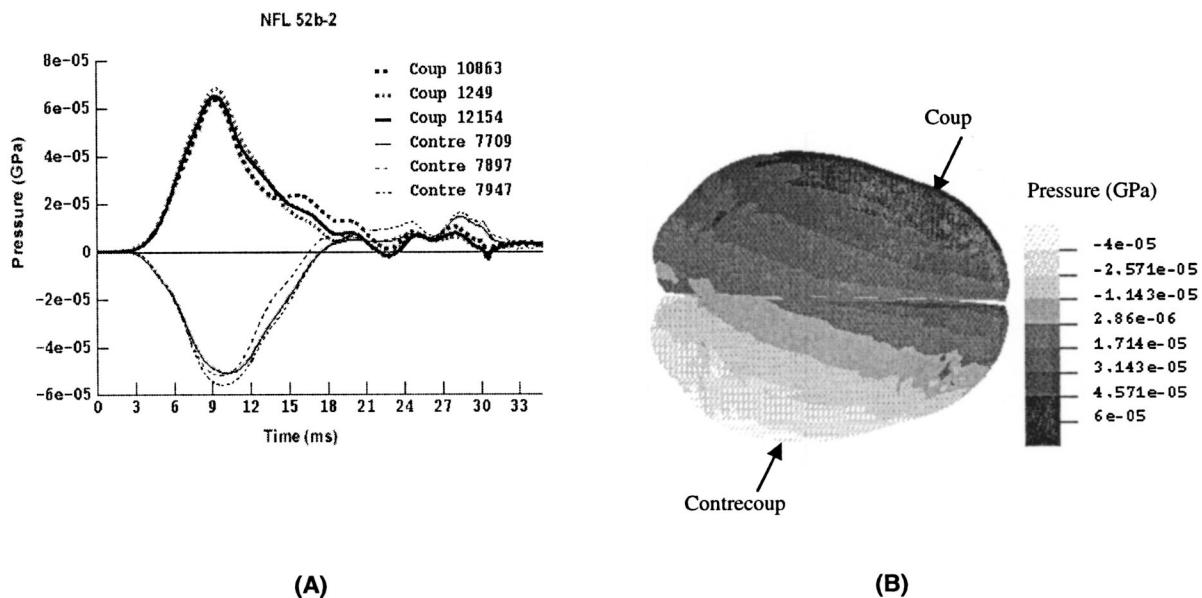 NFL 52b-2
8e-05
6e-05
4e-05
2e-05
0
-2e-05
-4e-05
-6e-05
Pressure (GPa)
0 3 6 9 12 15 18 21 24 27 30 33
Time (ms)
Coup 10863
Coup 1249
Coup 12154
Contre 7709
Contre 7897
Contre 7947
(A)
Coup
Contrecoup
Pressure (GPa)
-4e-05
-2.571e-05
-1.143e-05
2.86e-06
1.714e-05
3.143e-05
4.571e-05
6e-05
(B)